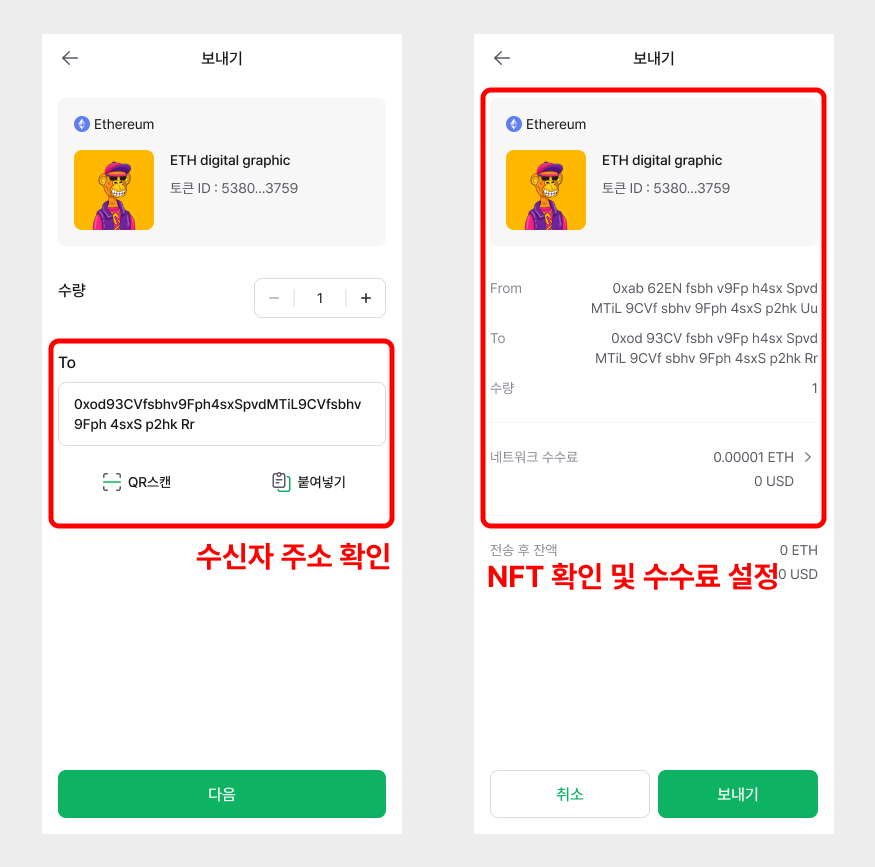 보내기
Ethereum
ETH digital graphic
토큰 ID : 5380...3759
수량
1
To
0xod93CVfsbhv9Fph4sxSpvdMTiL9CVfsbhv
9Fph 4sxS p2hk Rr
QR스캔
붙여넣기
수신자 주소 확인
다음
보내기
Ethereum
ETH digital graphic
토큰 ID : 5380...3759
From
0xab 62EN fsbh v9Fp h4sx Spvd
MTiL 9CVf sbhv 9Fph 4sxS p2hk Uu
To
0xod 93CV fsbh v9Fp h4sx Spvd
MTiL 9CVf sbhv 9Fph 4sxS p2hk Rr
수량
1
네트워크 수수료
0.00001 ETH
0 USD
전송 후 잔액
0 ETH
0 USD
NFT 확인 및 수수료 설정
취소
보내기